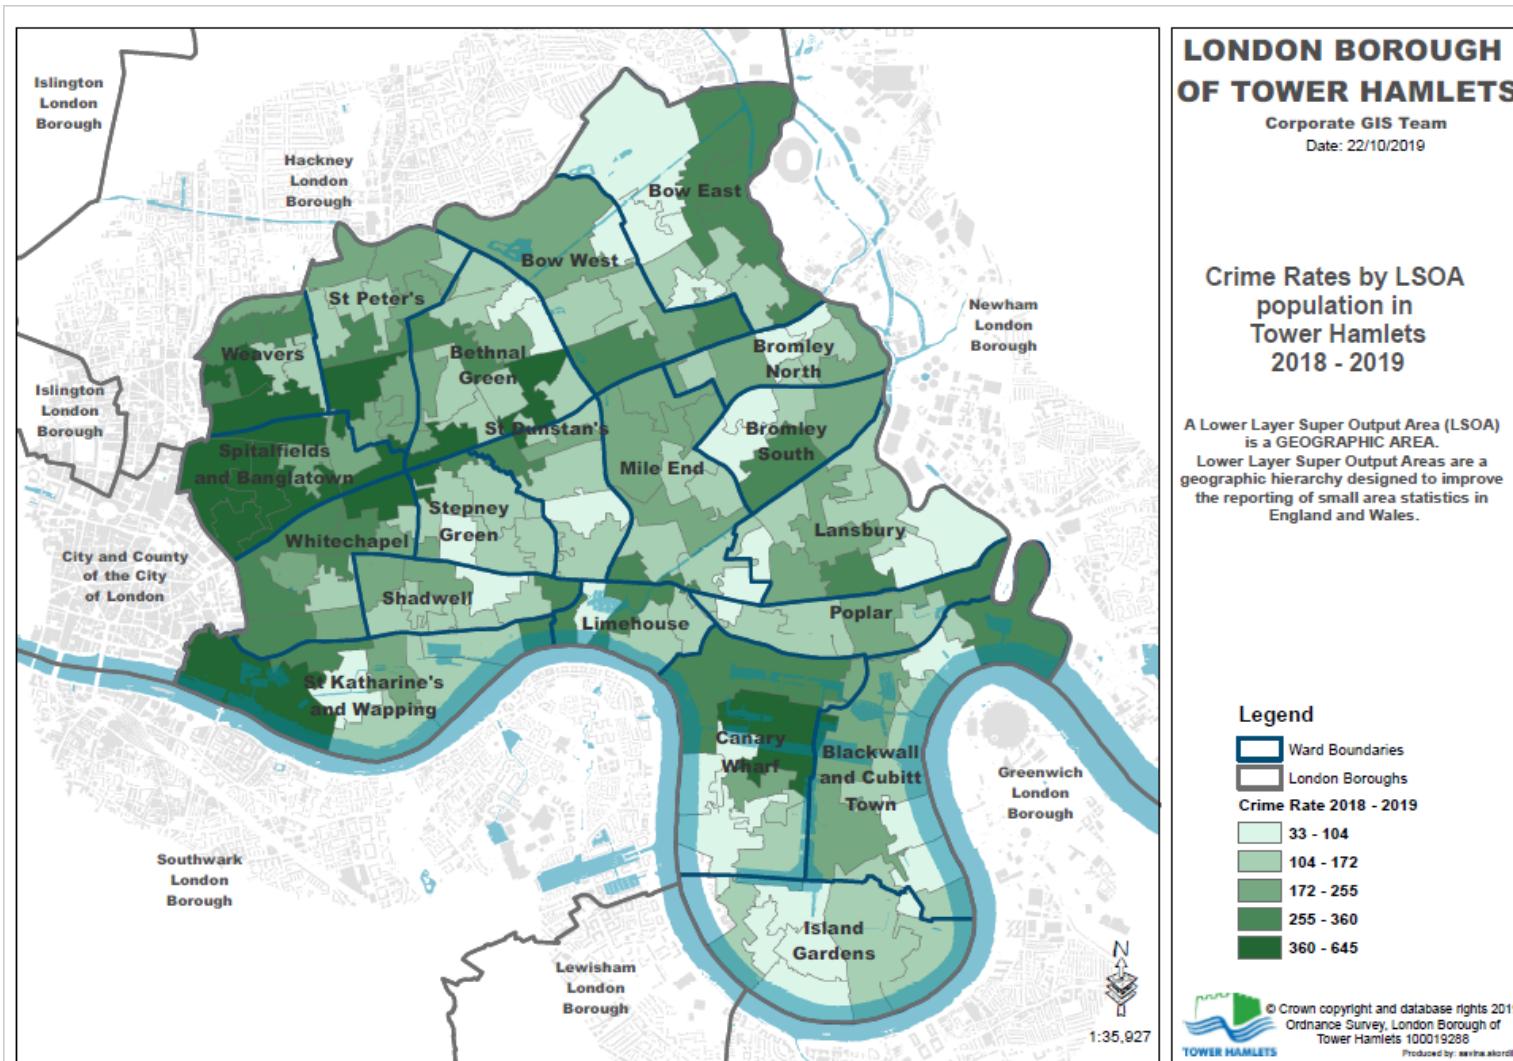 Islington
London
Borough
Hackney
London
Borough
Islington
London
Borough
City and County
of the City
of London
Southwark
London
Borough
Lewisham
London
Borough
Greenwich
London
Borough
Newham
London
Borough
Bow East
Bow West
St Peter's
Weavers
Bethnal
Green
Bromley
North
Bromley
South
St Dunstan's
Spitalfields
and Banglatown
Mile End
Stepney
Green
Whitechapel
Lansbury
Shadwell
Limehouse
Poplar
St Katharine's
and Wapping
Canary
Wharf
Blackwall
and Cubitt
Town
Island
Gardens
N
1:35,927
LONDON BOROUGH
OF TOWER HAMLETS
Corporate GIS Team
Date: 22/10/2019
Crime Rates by LSOA
population in
Tower Hamlets
2018 - 2019
A Lower Layer Super Output Area (LSOA)
is a GEOGRAPHIC AREA.
Lower Layer Super Output Areas are a
geographic hierarchy designed to improve
the reporting of small area statistics in
England and Wales.
Legend
Ward Boundaries
London Boroughs
Crime Rate 2018 - 2019
33 - 104
104 - 172
172 - 255
255 - 360
360 - 645
TOWER HAMLETS
© Crown copyright and database rights 201
Ordnance Survey, London Borough of
Tower Hamlets 100019288
Produced by: